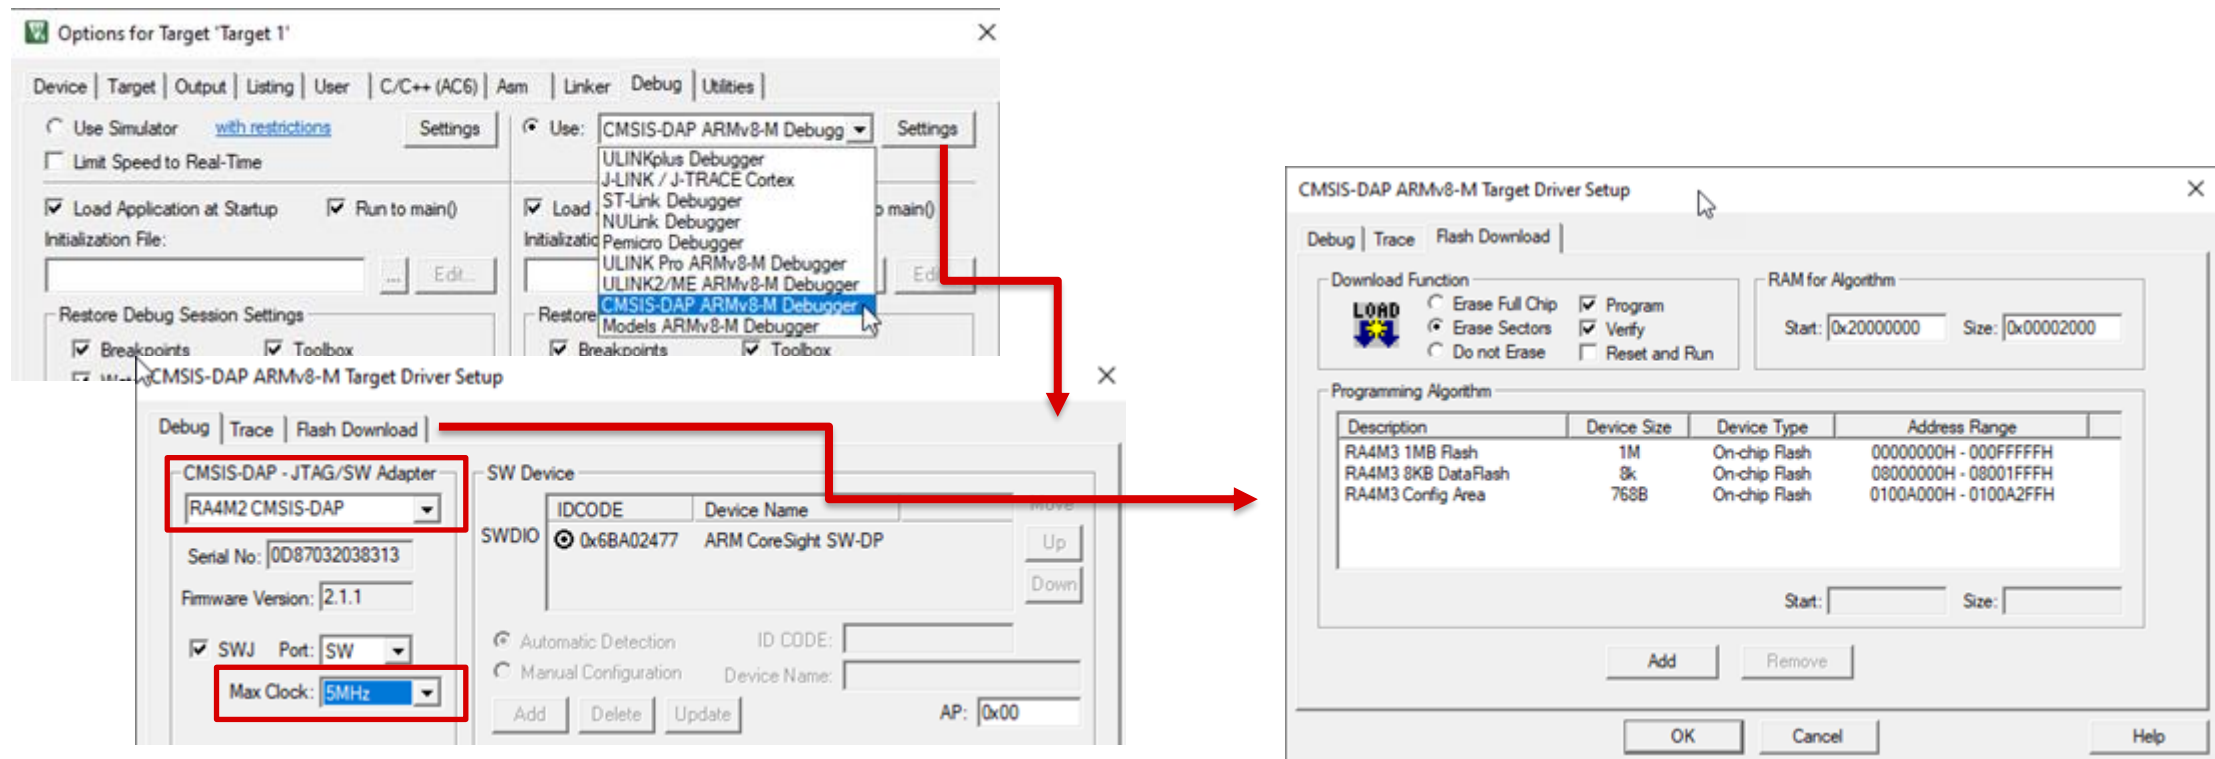 Options for Target 'Target 1'
Device Target Output Listing User C/C++ (AC6) Asm Linker Debug Utilities
Use Simulator with restrictions Settings
Limit Speed to Real-Time
Load Application at Startup Run to main()
Initialization File:
... Edit...
Restore Debug Session Settings
Breakpoints Toolbox
Use: CMSIS-DAP ARMv8-M Debugg Settings
ULINKplus Debugger
J-LINK / J-TRACE Cortex
ST-Link Debugger
NULink Debugger
Pemicro Debugger
ULINK Pro ARMv8-M Debugger
ULINK2/ME ARMv8-M Debugger
CMSIS-DAP ARMv8-M Debugger
Models ARMv8-M Debugger
Load main()
Restore
Breakpoints Toolbox
CMSIS-DAP ARMv8-M Target Driver Setup
Debug Trace Flash Download
CMSIS-DAP - JTAG/SW Adapter
RA4M2 CMSIS-DAP
Serial No: 0D87032038313
Firmware Version: 2.1.1
SWJ Port: SW
Max Clock: 5MHz
SW Device
IDCODE Device Name Move
SWDIO 0x6BA02477 ARM CoreSight SW-DP Up
Down
Automatic Detection ID CODE:
Manual Configuration Device Name:
Add Delete Update AP: 0x00
CMSIS-DAP ARMv8-M Target Driver Setup
Debug Trace Flash Download
Download Function
LOAD
Erase Full Chip Program
Erase Sectors Verify
Do not Erase Reset and Run
RAM for Algorithm
Start: 0x20000000 Size: 0x00002000
Programming Algorithm
Description Device Size Device Type Address Range
RA4M3 1MB Flash 1M On-chip Flash 00000000H - 000FFFFFH
RA4M3 8KB DataFlash 8k On-chip Flash 08000000H - 08001FFFH
RA4M3 Config Area 768B On-chip Flash 0100A000H - 0100A2FFH
Start: Size:
Add Remove
OK Cancel Help